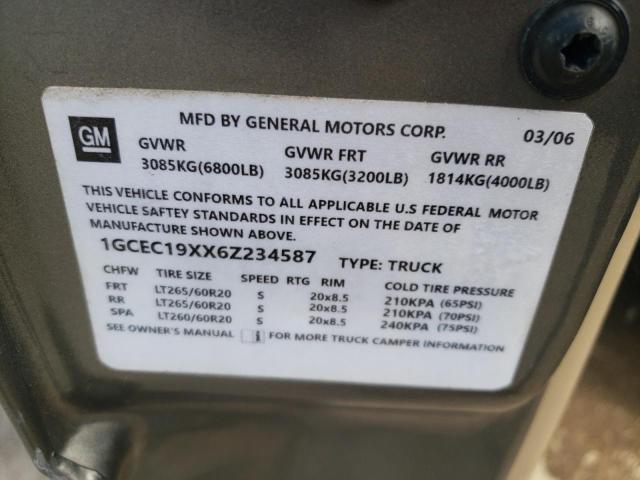 MFD BY GENERAL MOTORS CORP. 03/06
GM
GVWR GVWR FRT GVWR RR
3085KG(6800LB) 3085KG(3200LB) 1814KG(4000LB)
THIS VEHICLE CONFORMS TO ALL APPLICABLE U.S FEDERAL MOTOR
VEHICLE SAFTEY STANDARDS IN EFFECT ON THE DATE OF
MANUFACTURE SHOWN ABOVE.
1GCEC19XX6Z234587 TYPE: TRUCK
CHFW TIRE SIZE SPEED RTG RIM COLD TIRE PRESSURE
FRT LT265/60R20 S 20x8.5 210KPA (65PSI)
RR LT265/60R20 S 20x8.5 210KPA (70PSI)
SPA LT260/60R20 S 20x8.5 240KPA (75PSI)
SEE OWNER'S MANUAL i FOR MORE TRUCK CAMPER INFORMATION